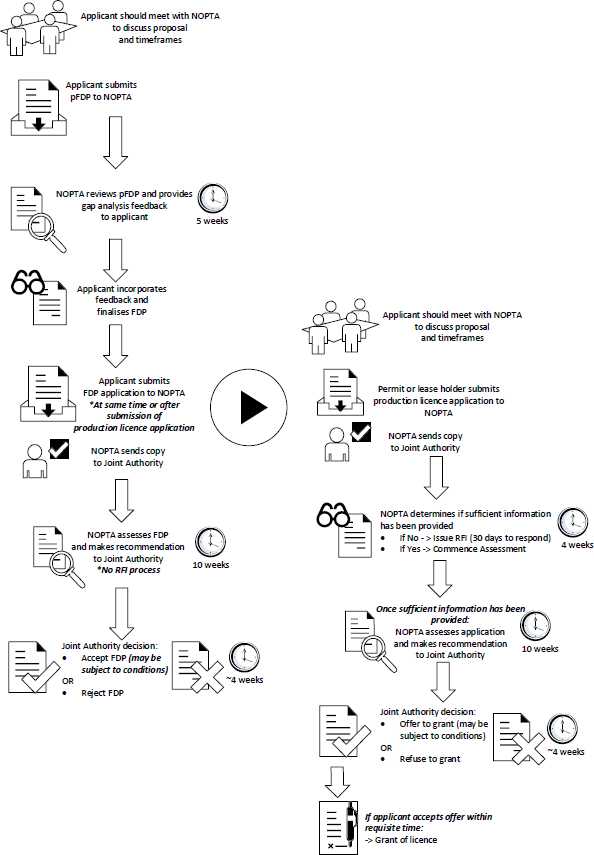 Applicant should meet with NOPTA
to discuss proposal
and timeframes
Applicant submits
pFDP to NOPTA
NOPTA reviews pFDP and provides
gap analysis feedback
to applicant
5 weeks
Applicant incorporates
feedback and
finalises FDP
Applicant submits
FDP application to NOPTA
*At same time or after
submission of
production licence application
NOPTA sends copy
to Joint Authority
NOPTA assesses FDP
and makes recommendation
to Joint Authority
*No RFI process
10 weeks
Joint Authority decision:
• Accept FDP (may be
subject to conditions)
OR
• Reject FDP
~4 weeks
Applicant should meet with NOPTA
to discuss proposal
and timeframes
Permit or lease holder submits
production licence application to
NOPTA
NOPTA sends copy
to Joint Authority
NOPTA determines if sufficient information
has been provided
• If No - > Issue RFI (30 days to respond)
• If Yes -> Commence Assessment
4 weeks
Once sufficient information has been
provided:
NOPTA assesses application
and makes recommendation
to Joint Authority
10 weeks
Joint Authority decision:
• Offer to grant (may be
subject to conditions)
OR
• Refuse to grant
~4 weeks
If applicant accepts offer within
requisite time:
-> Grant of licence